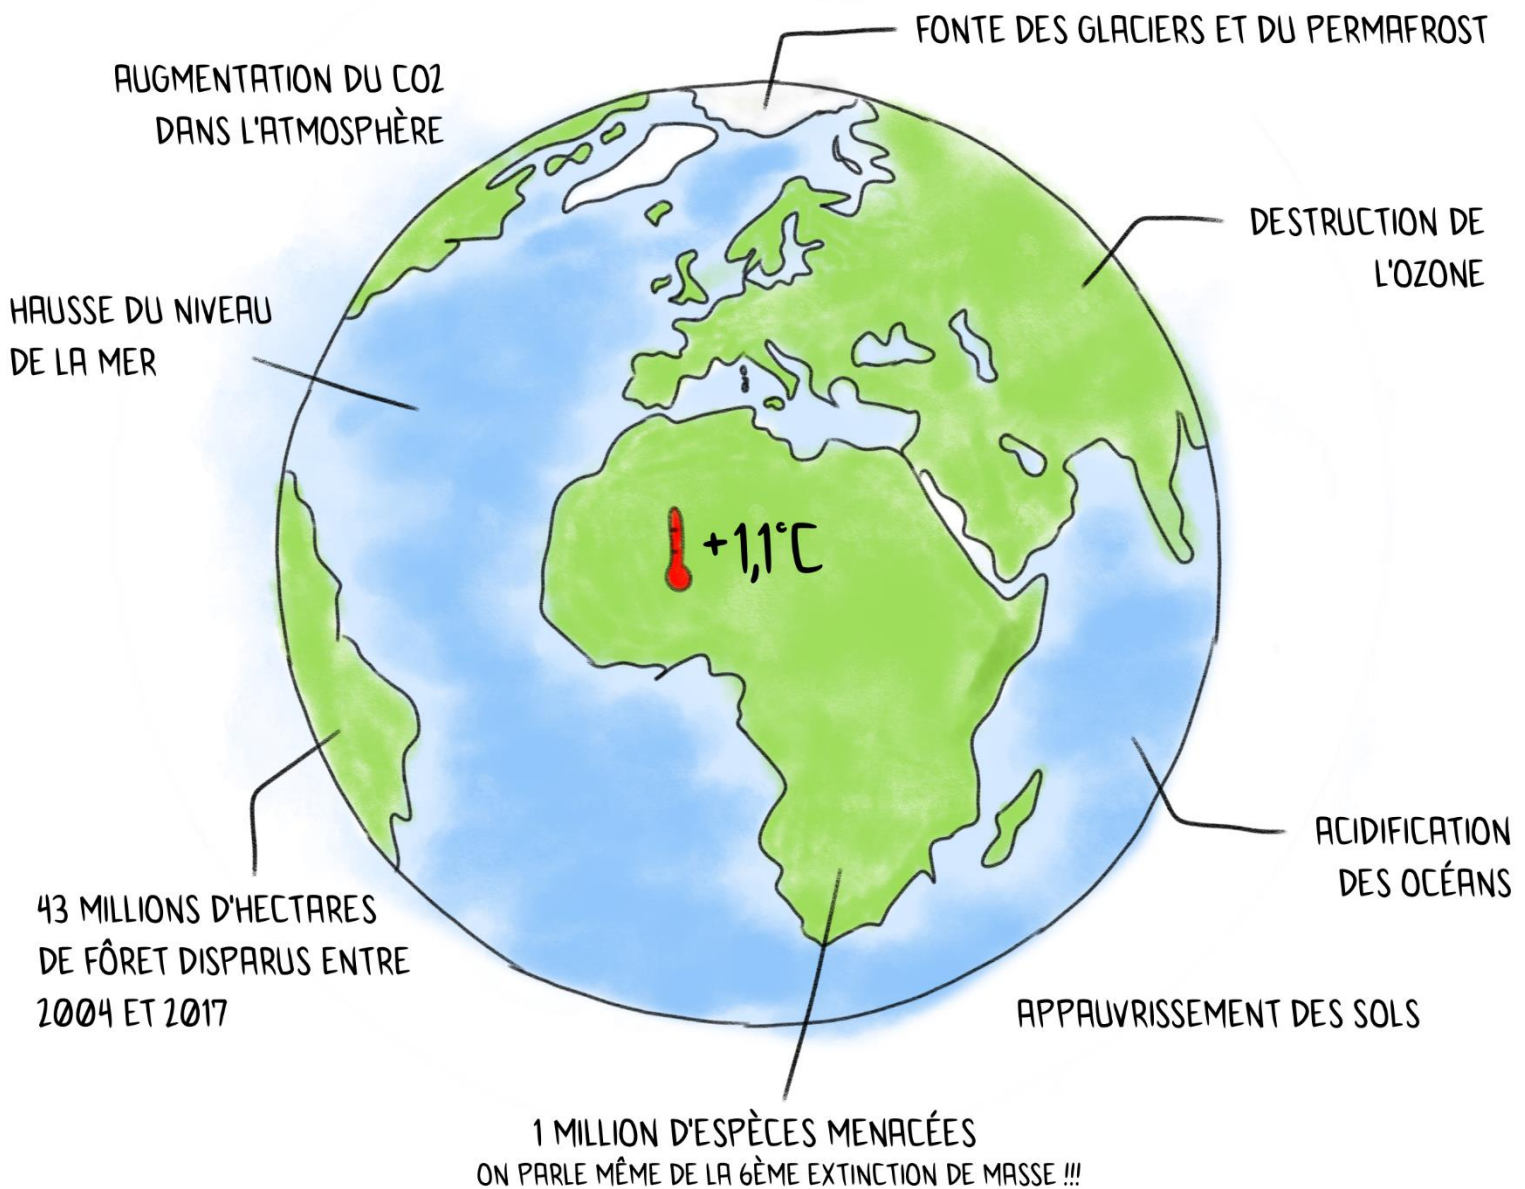 FONTE DES GLACIERS ET DU PERMAFROST
AUGMENTATION DU CO2
DANS L'ATMOSPHÈRE
DESTRUCTION DE
L'OZONE
HAUSSE DU NIVEAU
DE LA MER
+1,1°C
ACIDIFICATION
DES OCÉANS
43 MILLIONS D'HECTARES
DE FÔRET DISPARUS ENTRE
2004 ET 2017
APPAUVRISSEMENT DES SOLS
1 MILLION D'ESPÈCES MENACÉES
ON PARLE MÊME DE LA 6ÈME EXTINCTION DE MASSE !!!